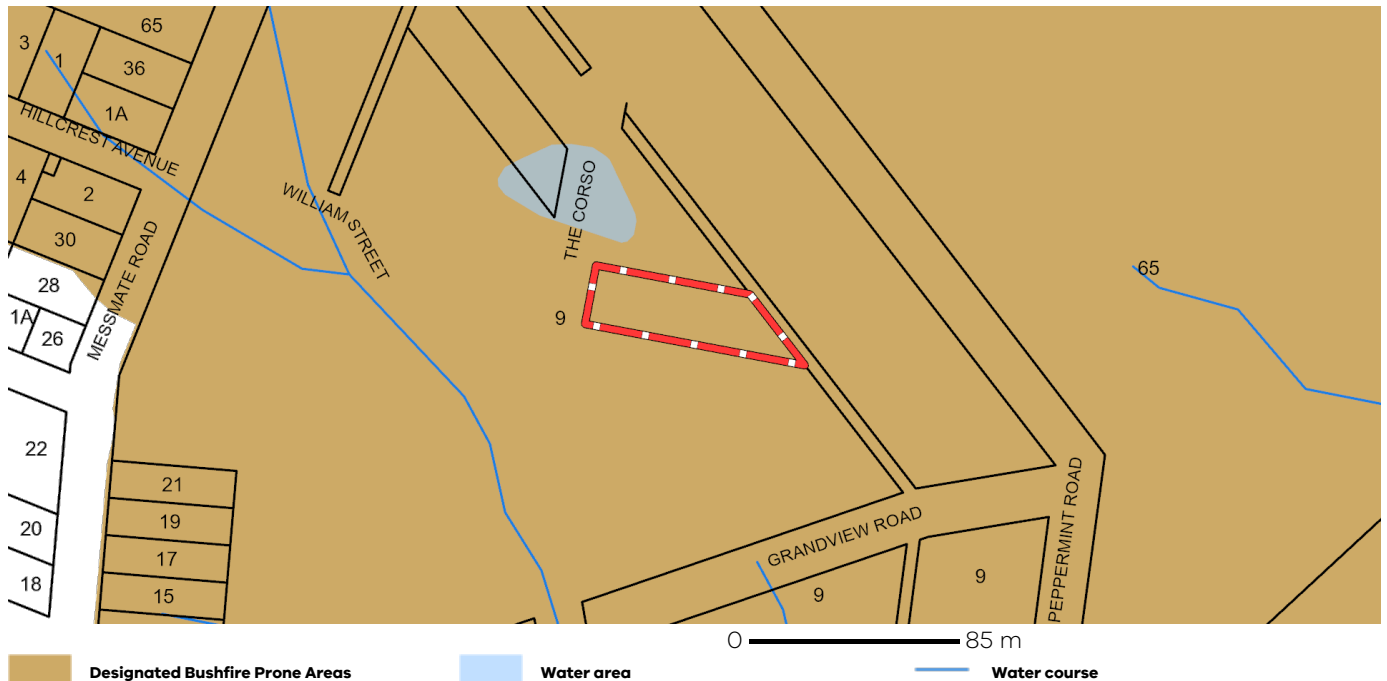 65
3
1
36
1A
HILLCREST AVENUE
4
2
30
WILLIAM STREET
THE CORSO
28
1A
26
MESSMATE ROAD
65
9
22
21
20
19
17
18
15
GRANDVIEW ROAD
PEPPERMINT ROAD
9
9
0 85 m
Designated Bushfire Prone Areas Water area Water course